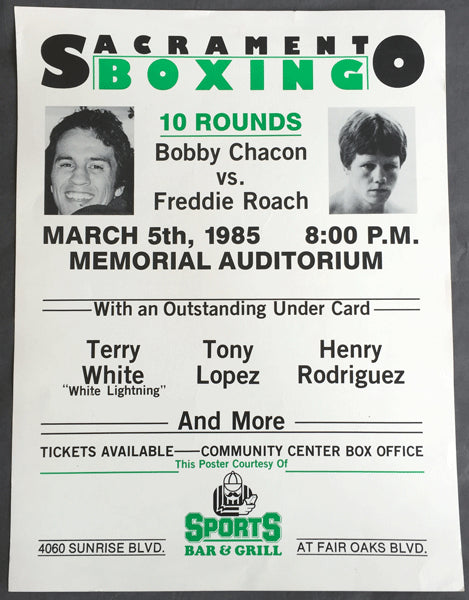 SACRAMENTO
BOXING
10 ROUNDS
Bobby Chacon
vs.
Freddie Roach
MARCH 5th, 1985 8:00 P.M.
MEMORIAL AUDITORIUM
With an Outstanding Under Card
Terry
White
"White Lightning"
Tony
Lopez
Henry
Rodriguez
And More
TICKETS AVAILABLE—COMMUNITY CENTER BOX OFFICE
This Poster Courtesy Of
SPORTS
BAR & GRILL
4060 SUNRISE BLVD. AT FAIR OAKS BLVD.